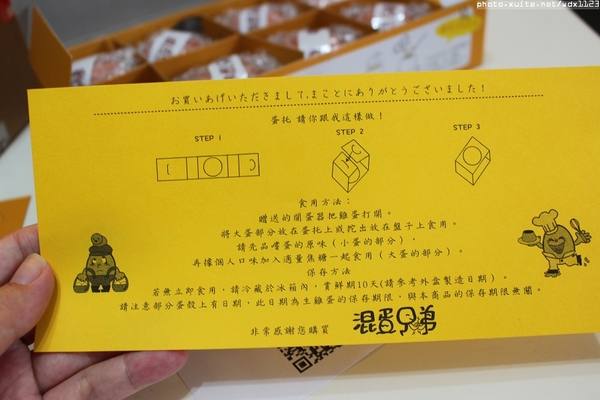 photo.xuite.net/wdx1123
お買いあげいただきまして、まことにありがとうございました！
蛋托 請你跟我這樣做！
STEP 1
STEP 2
STEP 3
食用方法：
贈送的開蛋器把雞蛋打開。
將大蛋部分放在蛋托上或挖出放在盤子上食用。
請先品嚐蛋的原味（小蛋的部分），
再據個人口味加入適量焦糖一起食用（大蛋的部分）。
保存方法
若無立即食用，請冷藏於冰箱內，賞鮮期10天(請參考外盒製造日期)。
請注意部分蛋殼上有日期，此日期為生雞蛋的保存期限，與本商品的保存期限無關。
非常感謝您購買 混蛋兄弟